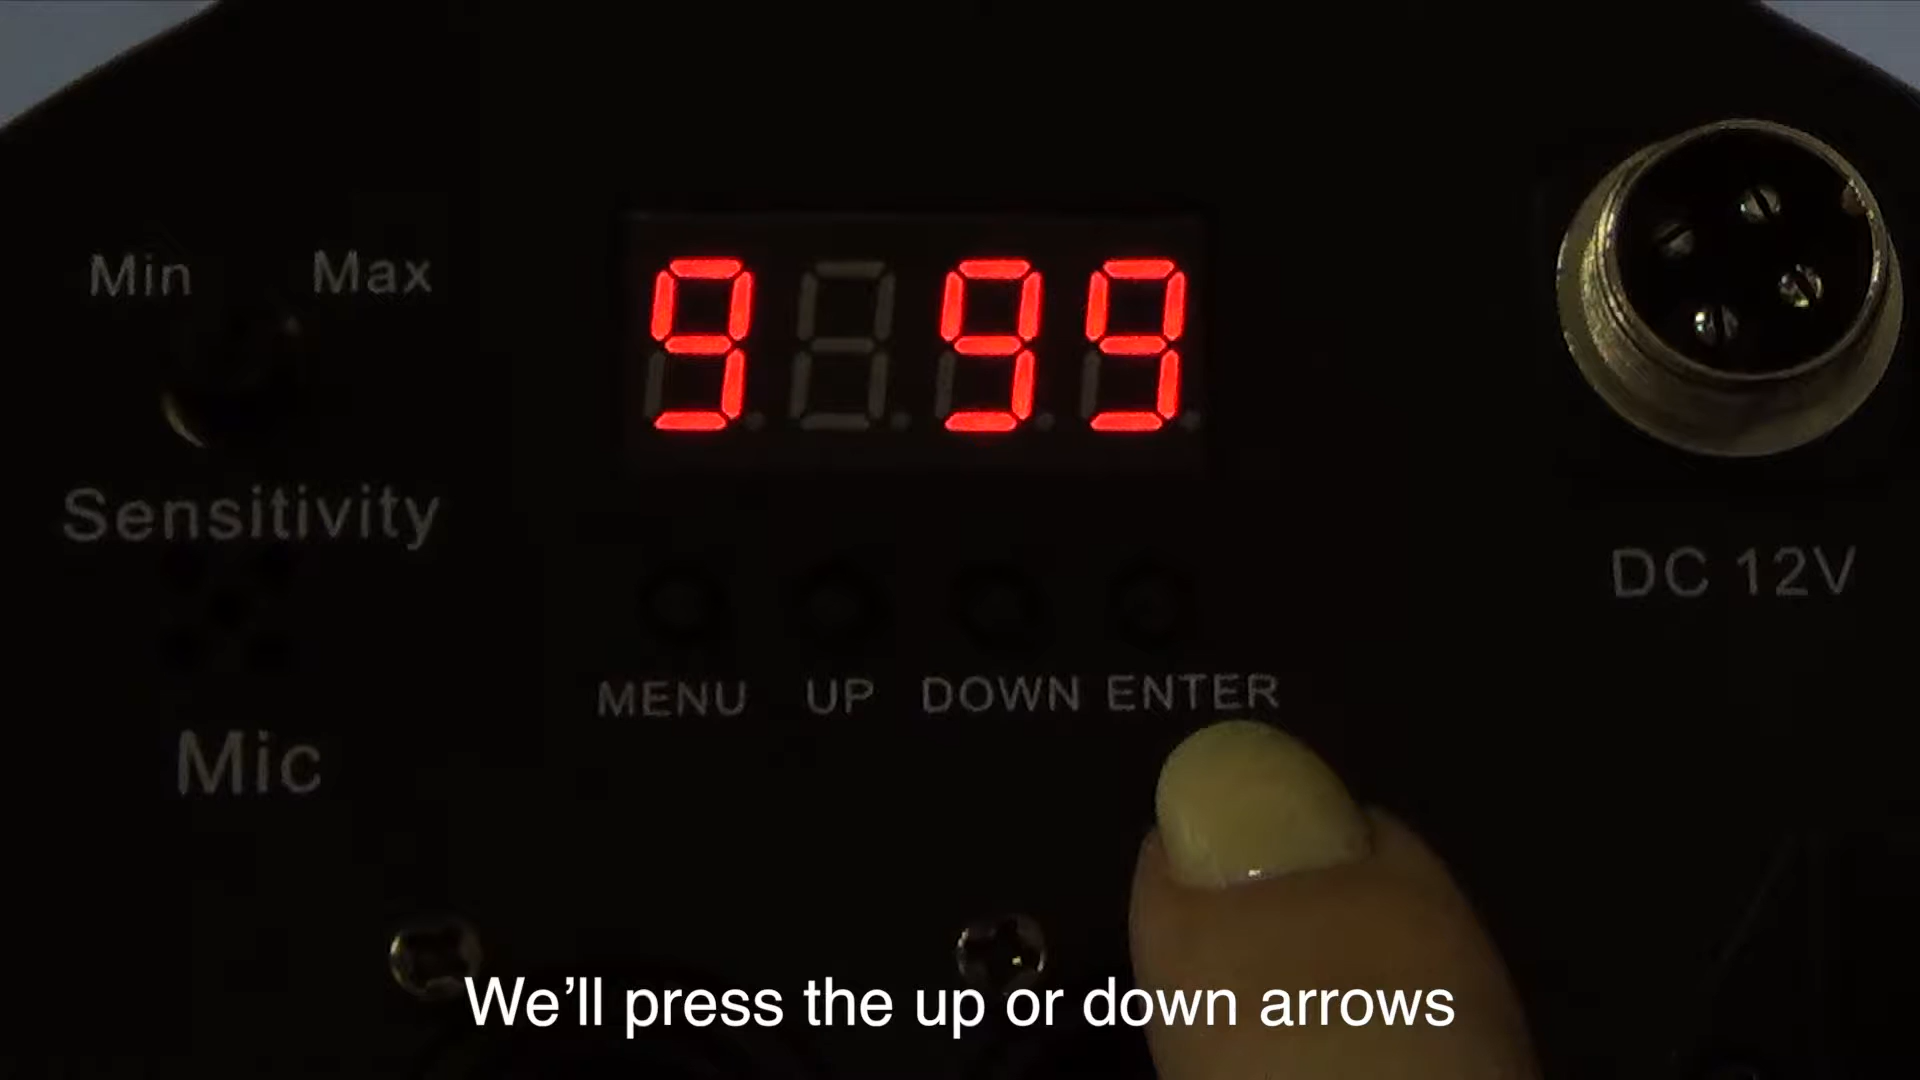 9 99
Min Max
Sensitivity
DC 12V
MENU UP DOWN ENTER
Mic
We’ll press the up or down arrows